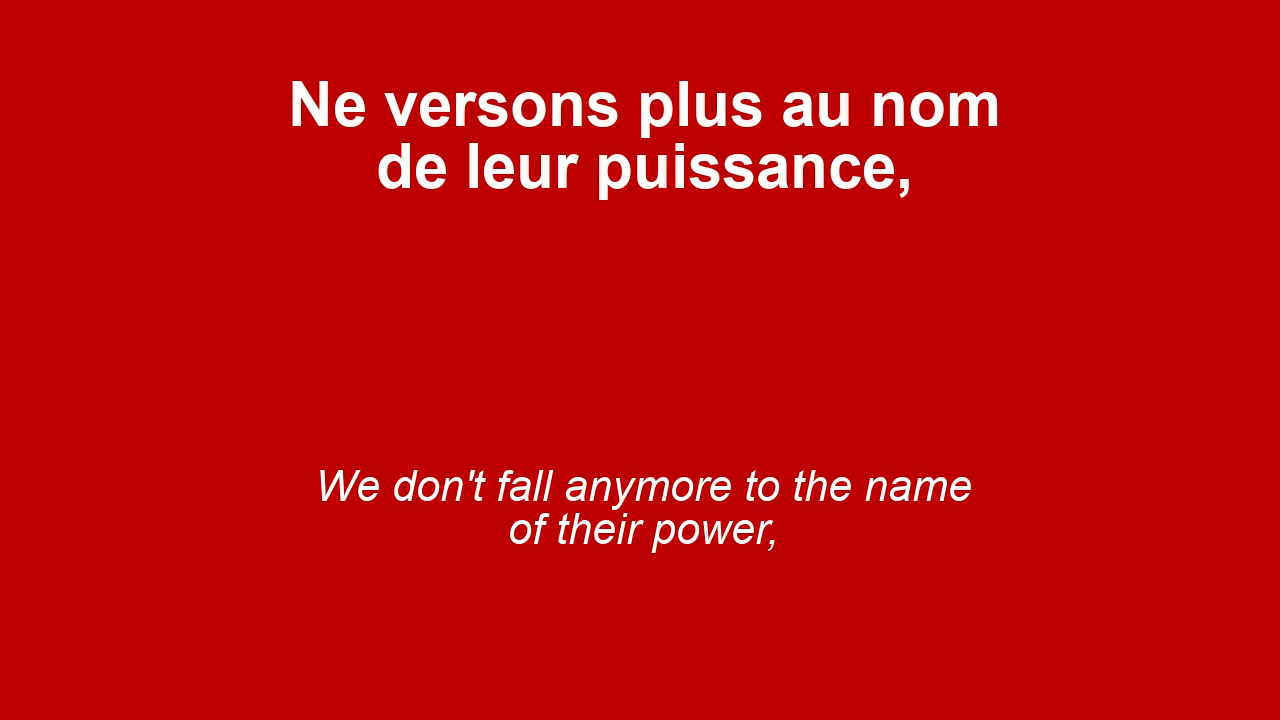 Ne versons plus au nom
de leur puissance,
We don't fall anymore to the name
of their power,